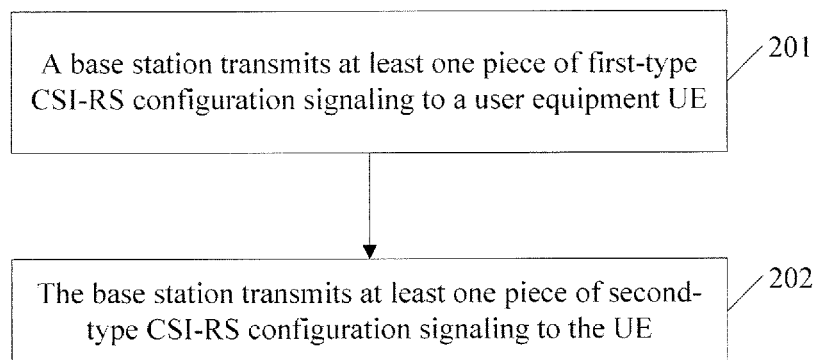 A base station transmits at least one piece of first-type
CSI-RS configuration signaling to a user equipment UE
201
The base station transmits at least one piece of second-
type CSI-RS configuration signaling to the UE
202